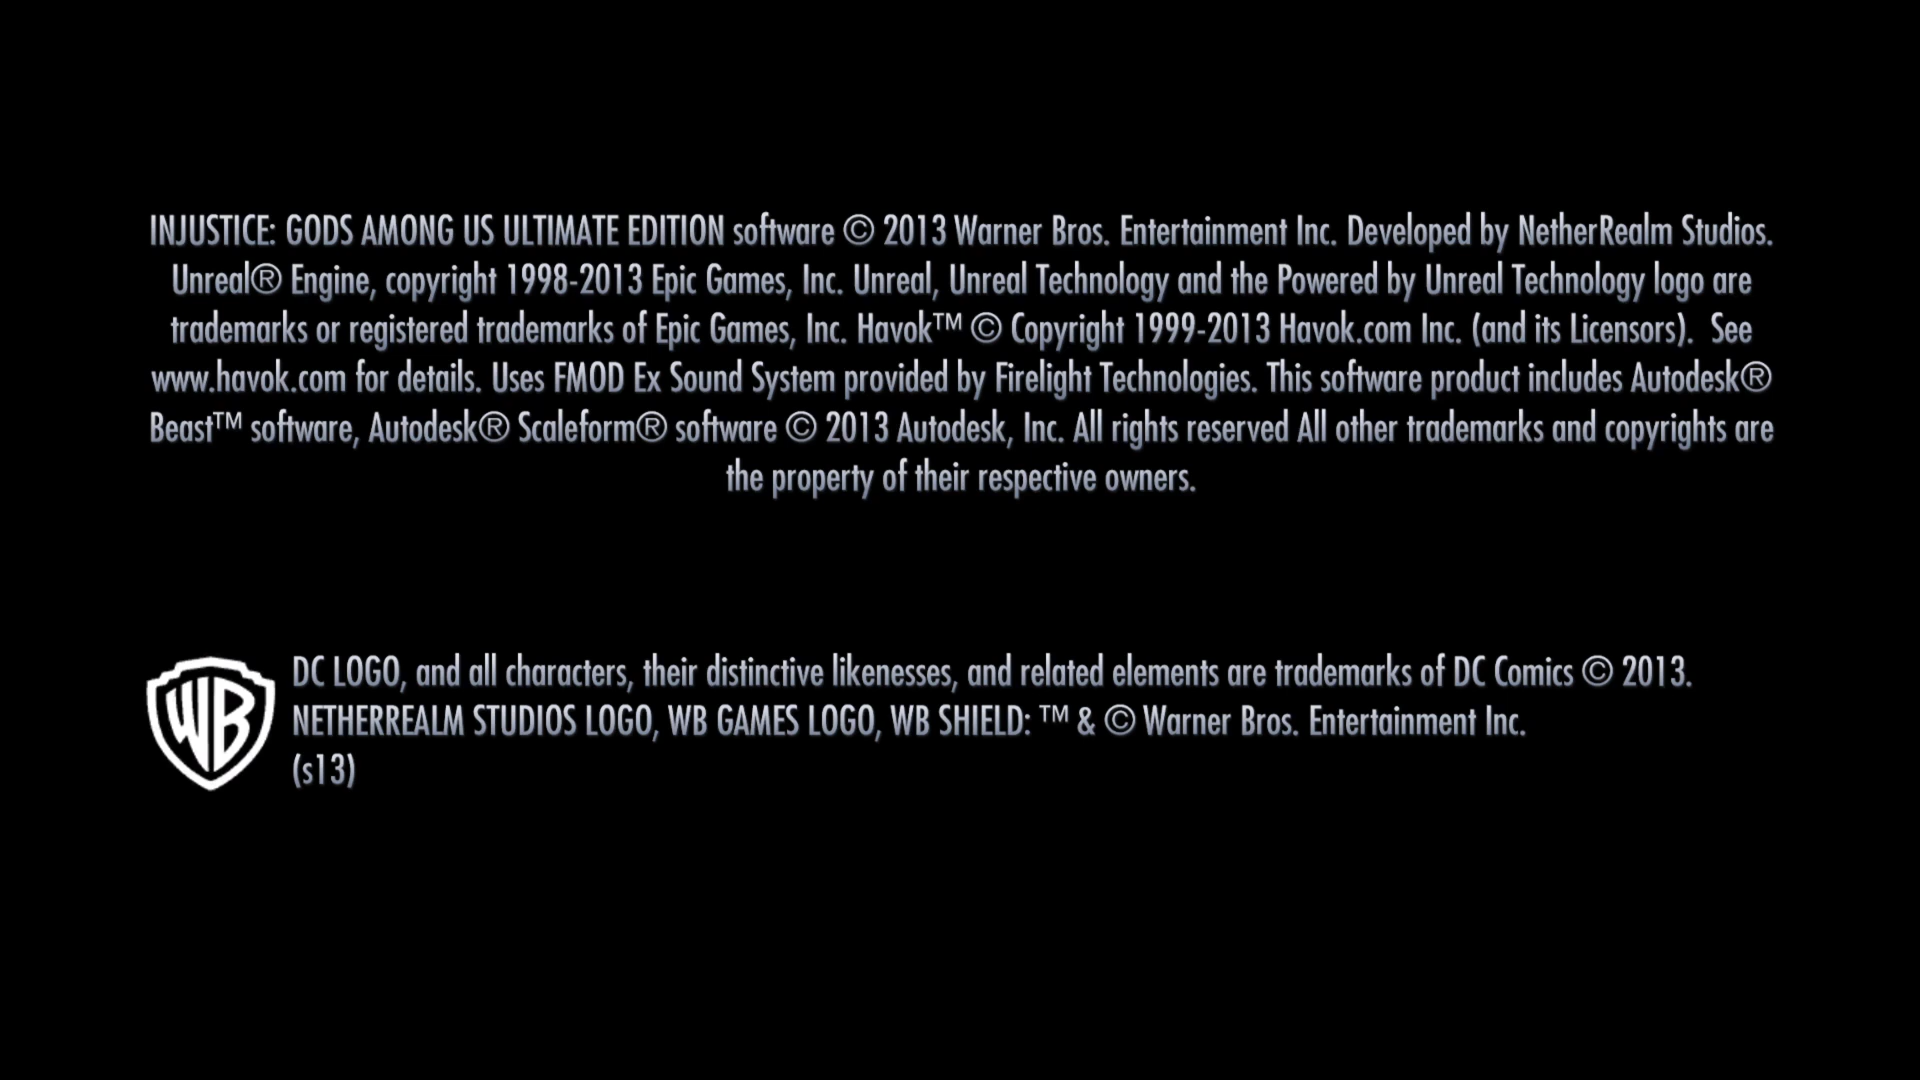 INJUSTICE: GODS AMONG US ULTIMATE EDITION software © 2013 Warner Bros. Entertainment Inc. Developed by NetherRealm Studios.
Unreal® Engine, copyright 1998-2013 Epic Games, Inc. Unreal, Unreal Technology and the Powered by Unreal Technology logo are
trademarks or registered trademarks of Epic Games, Inc. Havok™ © Copyright 1999-2013 Havok.com Inc. (and its Licensors).  See
www.havok.com for details. Uses FMOD Ex Sound System provided by Firelight Technologies. This software product includes Autodesk®
Beast™ software, Autodesk® Scaleform® software © 2013 Autodesk, Inc. All rights reserved All other trademarks and copyrights are
the property of their respective owners.
WB
DC LOGO, and all characters, their distinctive likenesses, and related elements are trademarks of DC Comics © 2013.
NETHERREALM STUDIOS LOGO, WB GAMES LOGO, WB SHIELD: ™ & © Warner Bros. Entertainment Inc.
(s13)